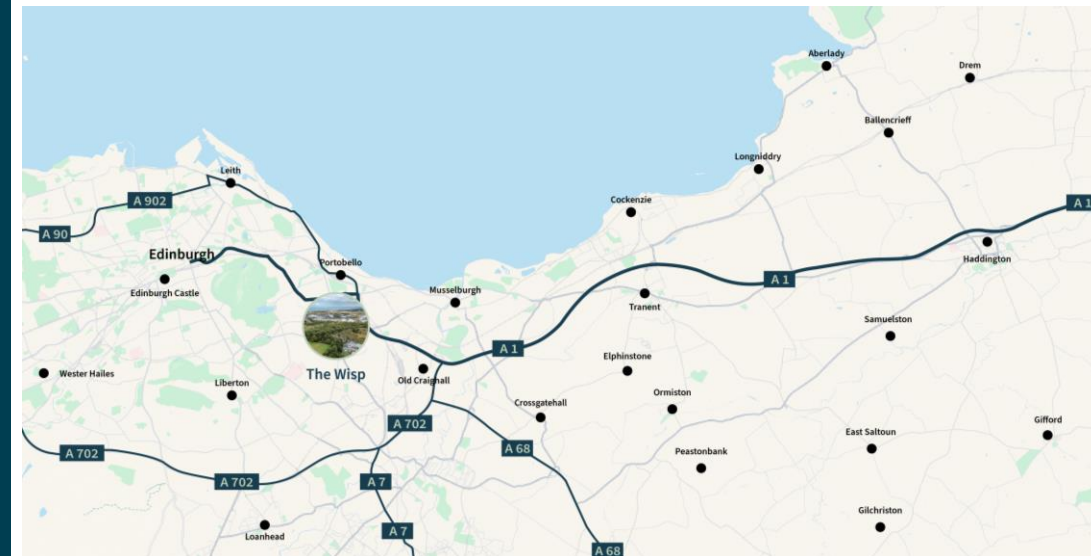 Aberlady
Drem
Ballencrieff
Longniddry
Leith
A 902
Cockenzie
A 1
A 90
Edinburgh
Haddington
Portobello
A 1
Edinburgh Castle
Musselburgh
Tranent
Samuelston
A 1
Elphinstone
Wester Hailes
The Wisp
Old Craighall
Liberton
Ormiston
Crossgatehall
A 702
Gifford
East Saltoun
A 68
A 702
Peastonbank
A 702
A 7
Gilchriston
A 7
Loanhead
A 68